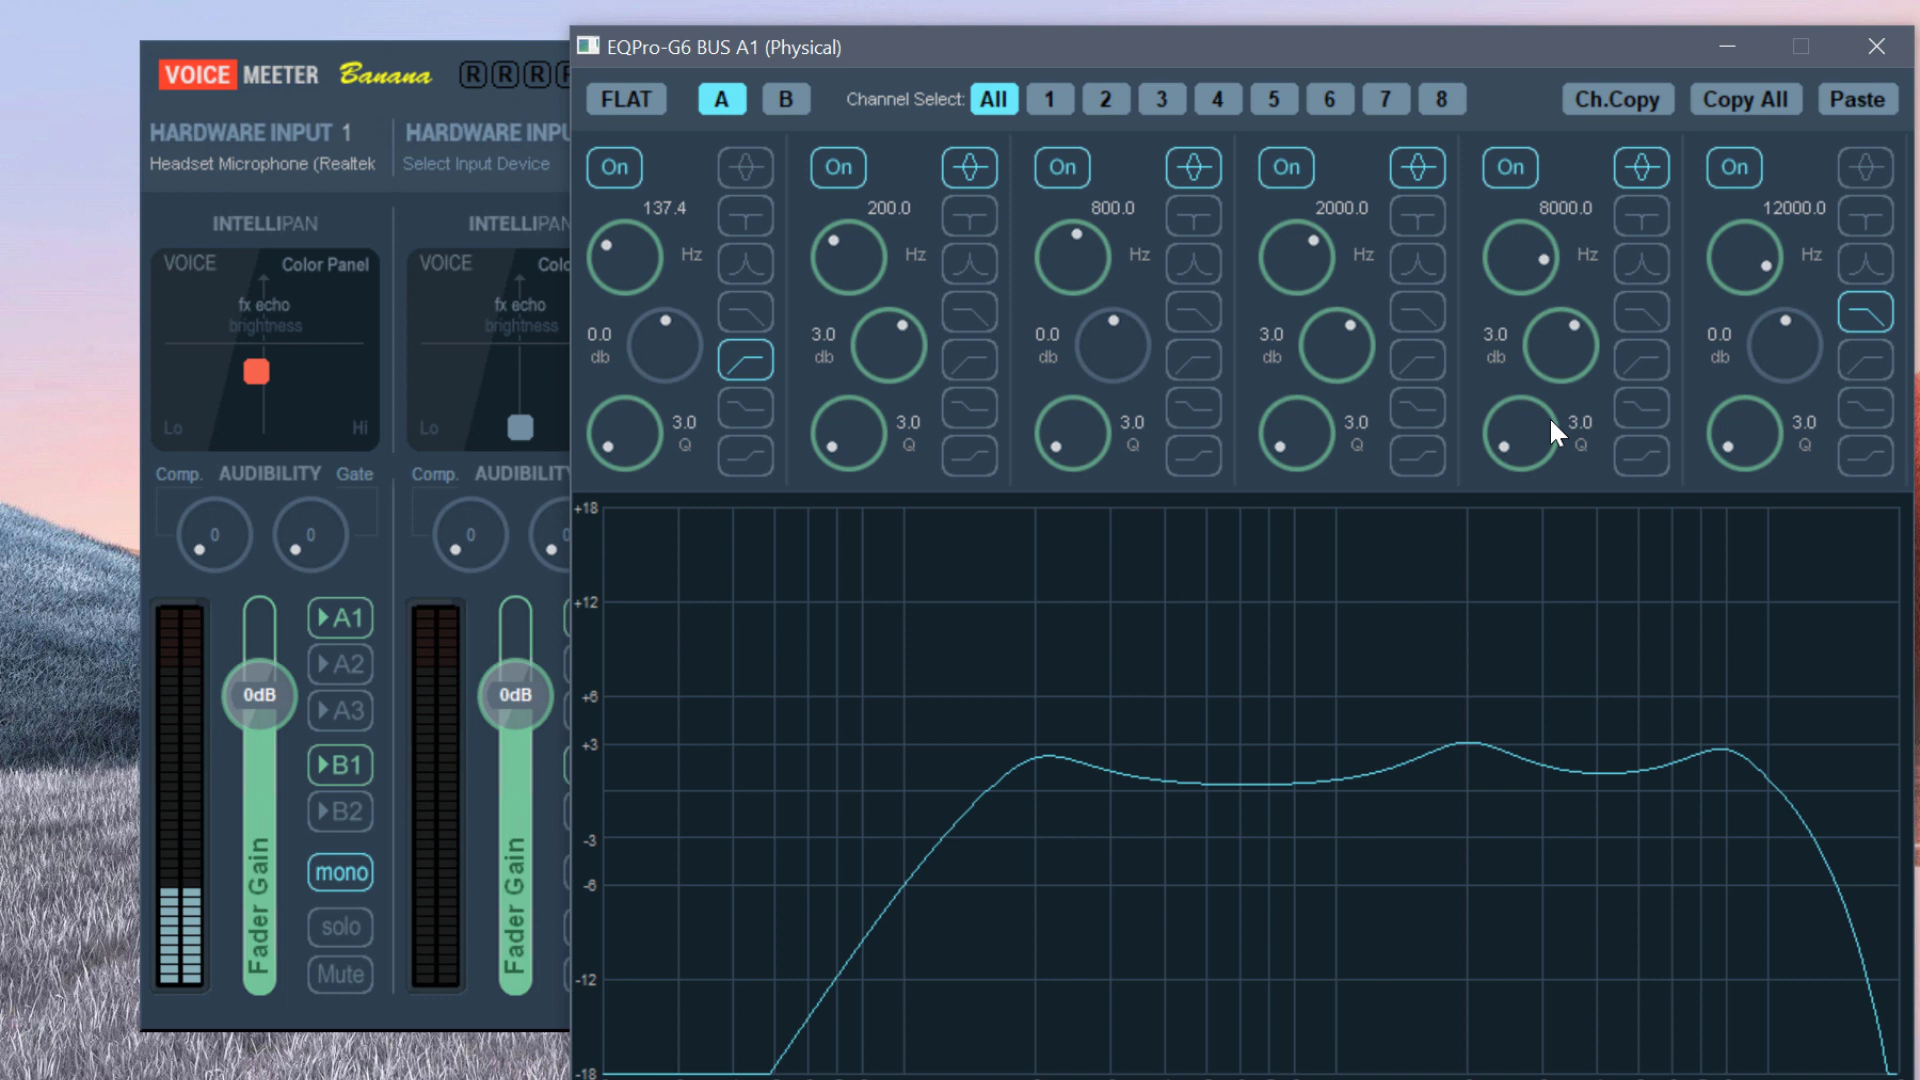 EQPro-G6 BUS A1 (Physical)
VOICE MEETER Banana R R R
FLAT A B Channel Select: All 1 2 3 4 5 6 7 8 Ch.Copy Copy All Paste
HARDWARE INPUT 1
Headset Microphone (Realtek
HARDWARE INPU
Select Input Device
On On On On On On
137.4 200.0 800.0 2000.0 8000.0 12000.0
Hz Hz Hz Hz Hz Hz
0.0 3.0 0.0 3.0 3.0 0.0
db db db db db db
3.0 3.0 3.0 3.0 3.0 3.0
Q Q Q Q Q Q
INTELLIPAN
VOICE Color Panel
fx echo
brightness
Lo Hi
INTELLIPAN
VOICE Colo
fx echo
brightness
Lo
Comp. AUDIBILITY Gate
0 0
Comp. AUDIBILITY
0 0
0dB
Fader Gain
A1
A2
A3
B1
B2
mono
solo
Mute
0dB
Fader Gain
+18
+12
+6
+3
-3
-6
-12
-18